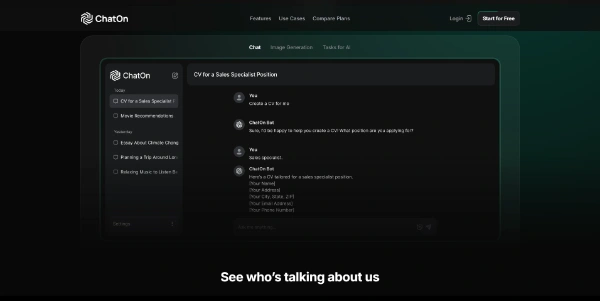 ChatOn
Features
Use Cases
Compare Plans
Login
Start for Free
Chat
Image Generation
Tasks for AI
ChatOn
Today
CV for a Sales Specialist
Movie Recommendations
Yesterday
Essay About Climate Chang
Planning a Trip Around
Relaxing Music to Listen
Settings
CV for a Sales Specialist Position
You
Create a CV for me
ChatOn Bot
Sure, I'd be happy to help you create a CV! What position are you applying for?
You
Sales specialist.
ChatOn Bot
Here's a CV tailored for a sales specialist position.
[Your Name]
[Your Address]
[Your City, State, ZIP]
[Your Email Address]
[Your Phone Number]
See who's talking about us